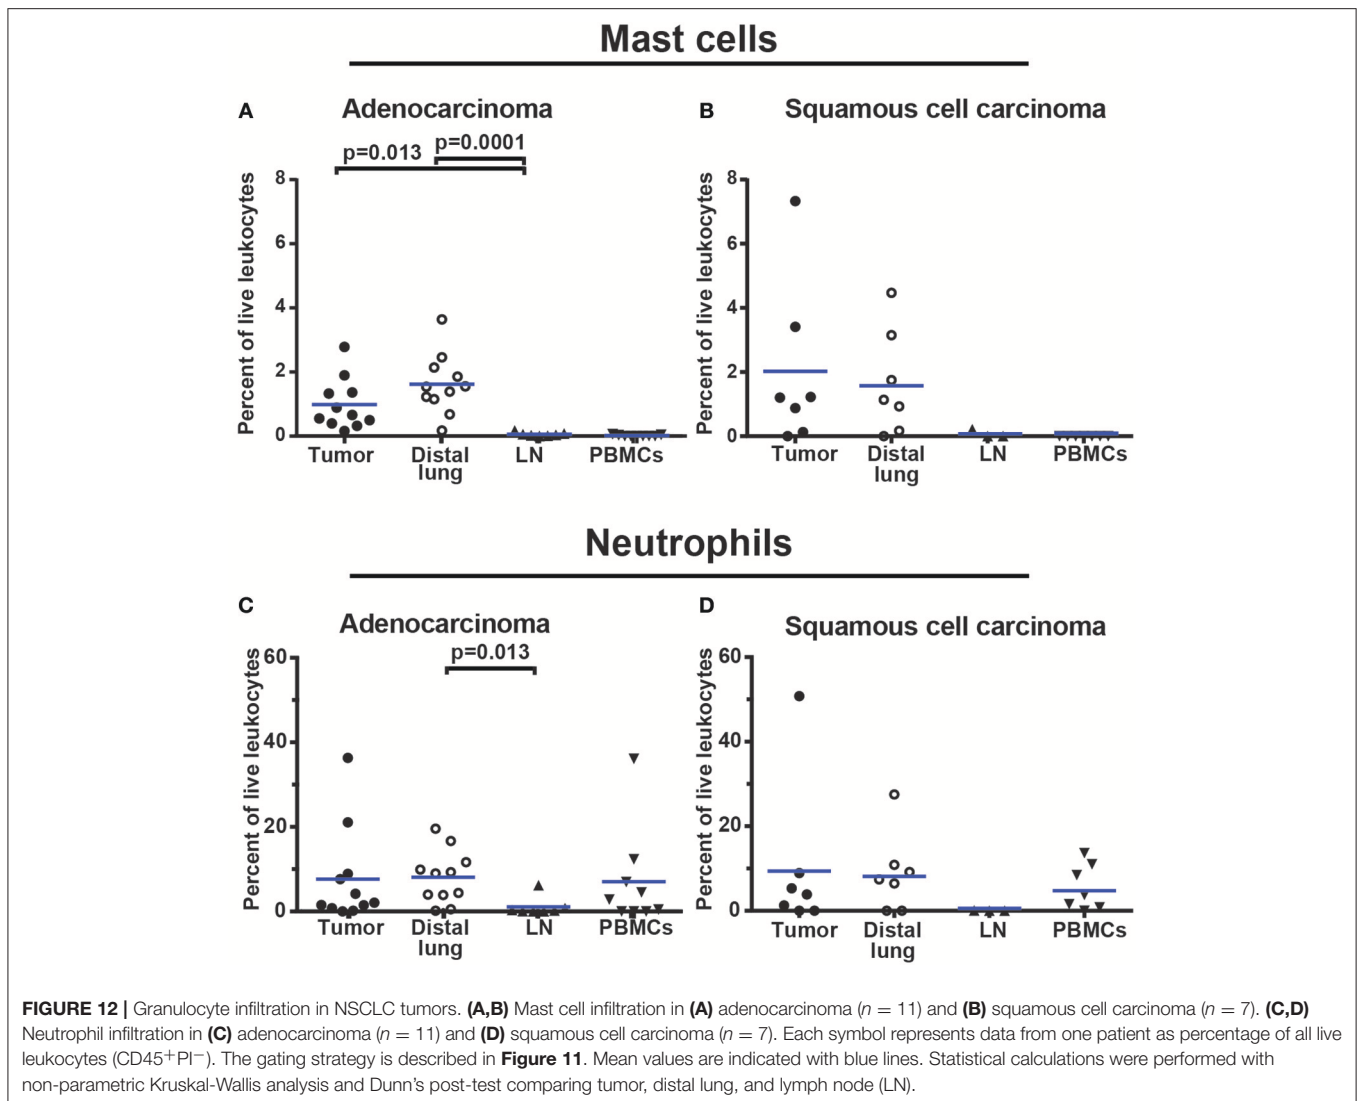 Mast cells
A
Adenocarcinoma
p=0.013
p=0.0001
Percent of live leukocytes
8
6
4
2
0
Tumor
Distal
lung
LN
PBMCs
B
Squamous cell carcinoma
Percent of live leukocytes
8
6
4
2
0
Tumor
Distal
lung
LN
PBMCs
Neutrophils
C
Adenocarcinoma
p=0.013
Percent of live leukocytes
60
40
20
0
Tumor
Distal
lung
LN
PBMCs
D
Squamous cell carcinoma
Percent of live leukocytes
60
40
20
0
Tumor
Distal
lung
LN
PBMCs
FIGURE 12 | Granulocyte infiltration in NSCLC tumors. (A,B) Mast cell infiltration in (A) adenocarcinoma (n = 11) and (B) squamous cell carcinoma (n = 7). (C,D)
Neutrophil infiltration in (C) adenocarcinoma (n = 11) and (D) squamous cell carcinoma (n = 7). Each symbol represents data from one patient as percentage of all live
leukocytes (CD45⁺PI⁻). The gating strategy is described in Figure 11. Mean values are indicated with blue lines. Statistical calculations were performed with
non-parametric Kruskal-Wallis analysis and Dunn's post-test comparing tumor, distal lung, and lymph node (LN).